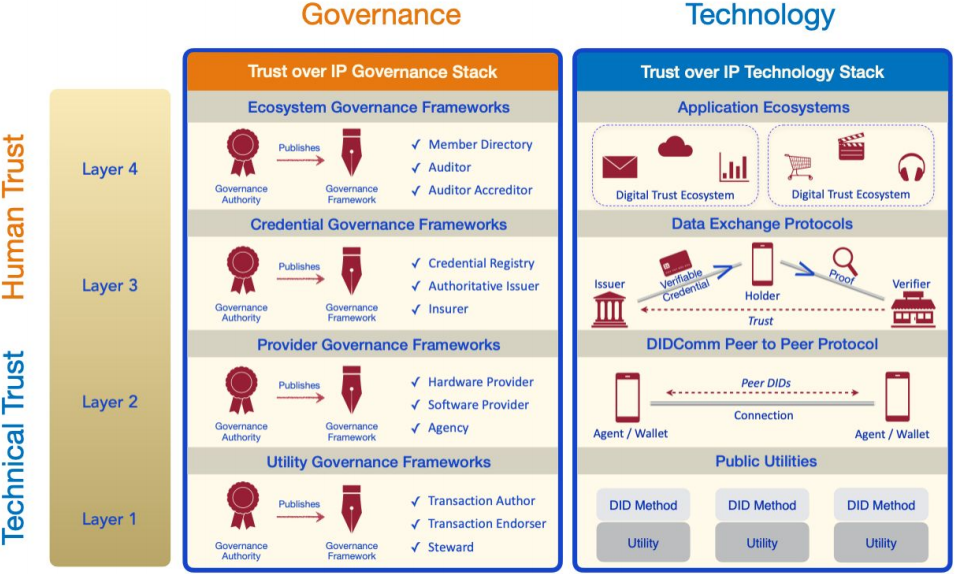 Governance
Technology
Human Trust
Technical Trust
Layer 4
Layer 3
Layer 2
Layer 1
Trust over IP Governance Stack
Ecosystem Governance Frameworks
Governance
Authority
Publishes
Governance
Framework
✓ Member Directory
✓ Auditor
✓ Auditor Accreditor
Credential Governance Frameworks
Governance
Authority
Publishes
Governance
Framework
✓ Credential Registry
✓ Authoritative Issuer
✓ Insurer
Provider Governance Frameworks
Governance
Authority
Publishes
Governance
Framework
✓ Hardware Provider
✓ Software Provider
✓ Agency
Utility Governance Frameworks
Governance
Authority
Publishes
Governance
Framework
✓ Transaction Author
✓ Transaction Endorser
✓ Steward
Trust over IP Technology Stack
Application Ecosystems
Digital Trust Ecosystem
Digital Trust Ecosystem
Data Exchange Protocols
Issuer
Verifiable
Credential
Holder
Proof
Verifier
Trust
DIDComm Peer to Peer Protocol
Peer DIDs
Connection
Agent / Wallet
Agent / Wallet
Public Utilities
DID Method
DID Method
DID Method
Utility
Utility
Utility